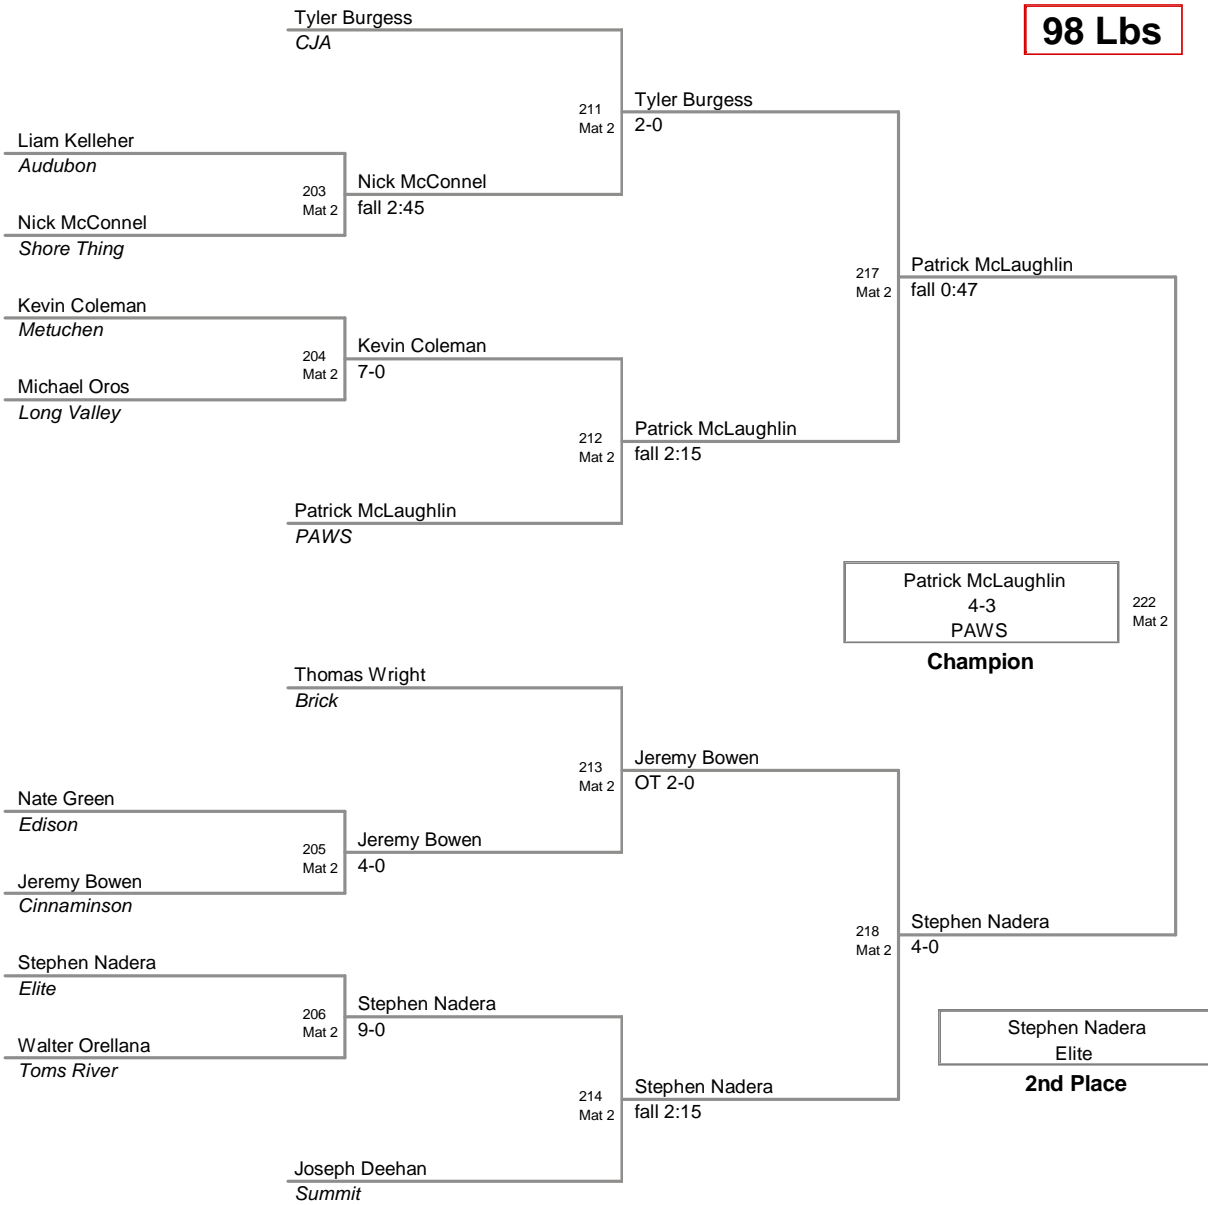 Tyler Burgess
CJA
98 Lbs
211
Mat 2
Tyler Burgess
2-0
Liam Kelleher
Audubon
203
Mat 2
Nick McConnel
fall 2:45
Nick McConnel
Shore Thing
217
Mat 2
Patrick McLaughlin
fall 0:47
Kevin Coleman
Metuchen
204
Mat 2
Kevin Coleman
7-0
Michael Oros
Long Valley
212
Mat 2
Patrick McLaughlin
fall 2:15
Patrick McLaughlin
PAWS
Patrick McLaughlin
4-3
PAWS
Champion
222
Mat 2
Thomas Wright
Brick
213
Mat 2
Jeremy Bowen
OT 2-0
Nate Green
Edison
205
Mat 2
Jeremy Bowen
4-0
Jeremy Bowen
Cinnaminson
218
Mat 2
Stephen Nadera
4-0
Stephen Nadera
Elite
206
Mat 2
Stephen Nadera
9-0
Walter Orellana
Toms River
Stephen Nadera
Elite
2nd Place
214
Mat 2
Stephen Nadera
fall 2:15
Joseph Deehan
Summit